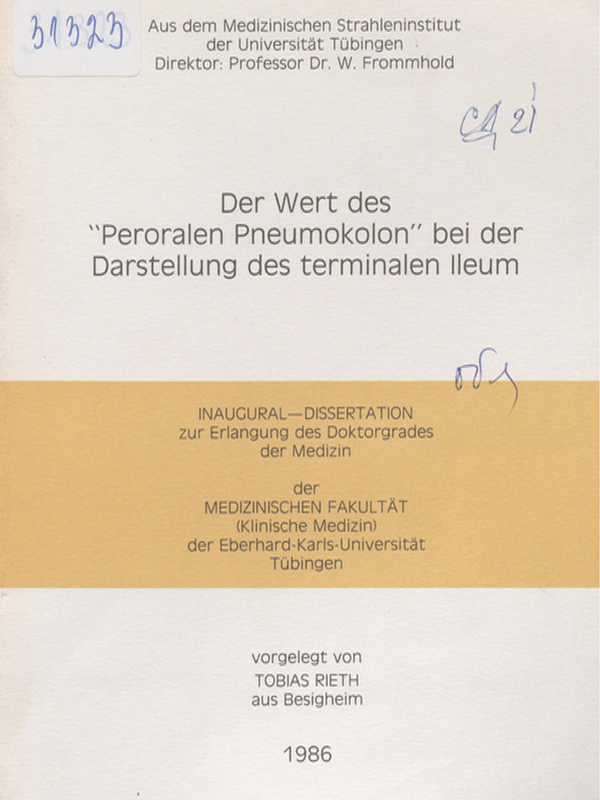 31323
Aus dem Medizinischen Strahleninstitut
der Universität Tübingen
Direktor: Professor Dr. W. Frommhold
Der Wert des
"Peroralen Pneumokolon" bei der
Darstellung des terminalen Ileum
INAUGURAL—DISSERTATION
zur Erlangung des Doktorgrades
der Medizin
der
MEDIZINISCHEN FAKULTÄT
(Klinische Medizin)
der Eberhard-Karls-Universität
Tübingen
vorgelegt von
TOBIAS RIETH
aus Besigheim
1986